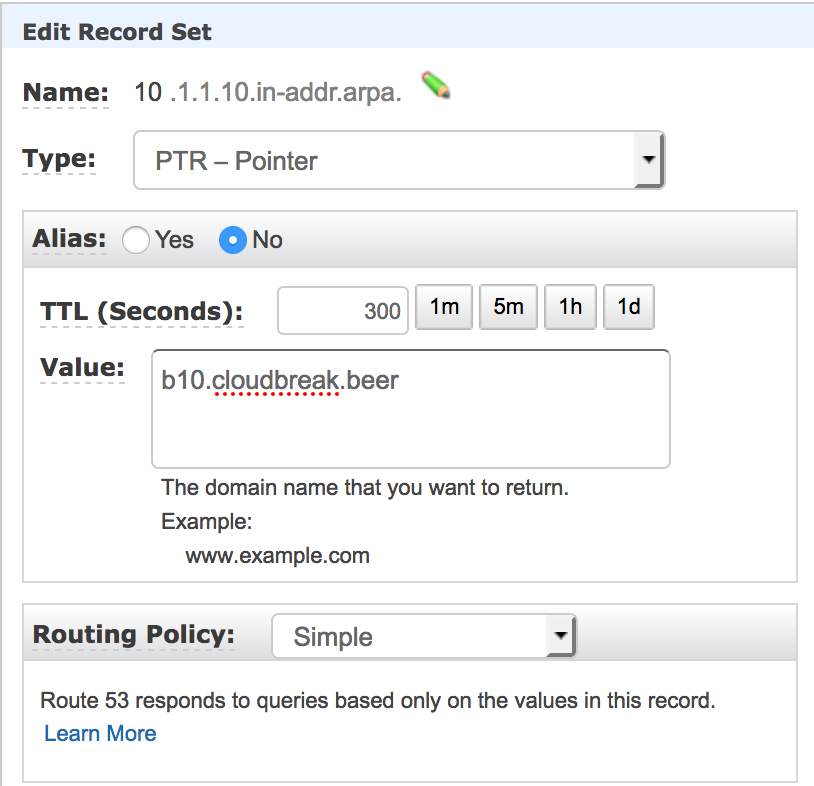 Edit Record Set
Name: 10 .1.1.10.in-addr.arpa.
Type: PTR – Pointer
Alias: Yes No
TTL (Seconds): 300 1m 5m 1h 1d
Value: b10.cloudbreak.beer
The domain name that you want to return.
Example:
www.example.com
Routing Policy: Simple
Route 53 responds to queries based only on the values in this record.
Learn More